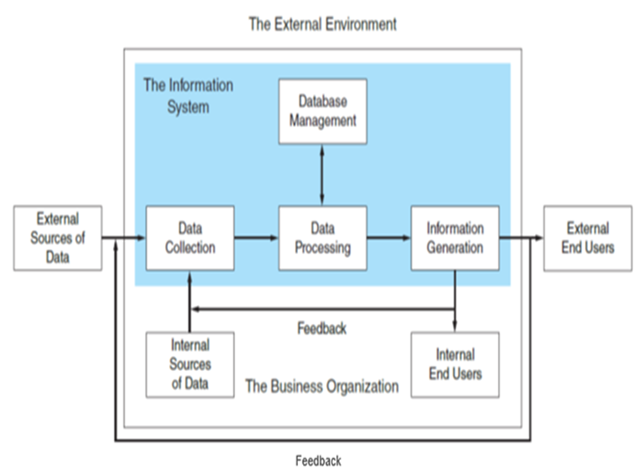 The External Environment
The Information
System
Database
Management
External
Sources of
Data
Data
Collection
Data
Processing
Information
Generation
External
End Users
Feedback
Internal
Sources
of Data
The Business Organization
Internal
End Users
Feedback